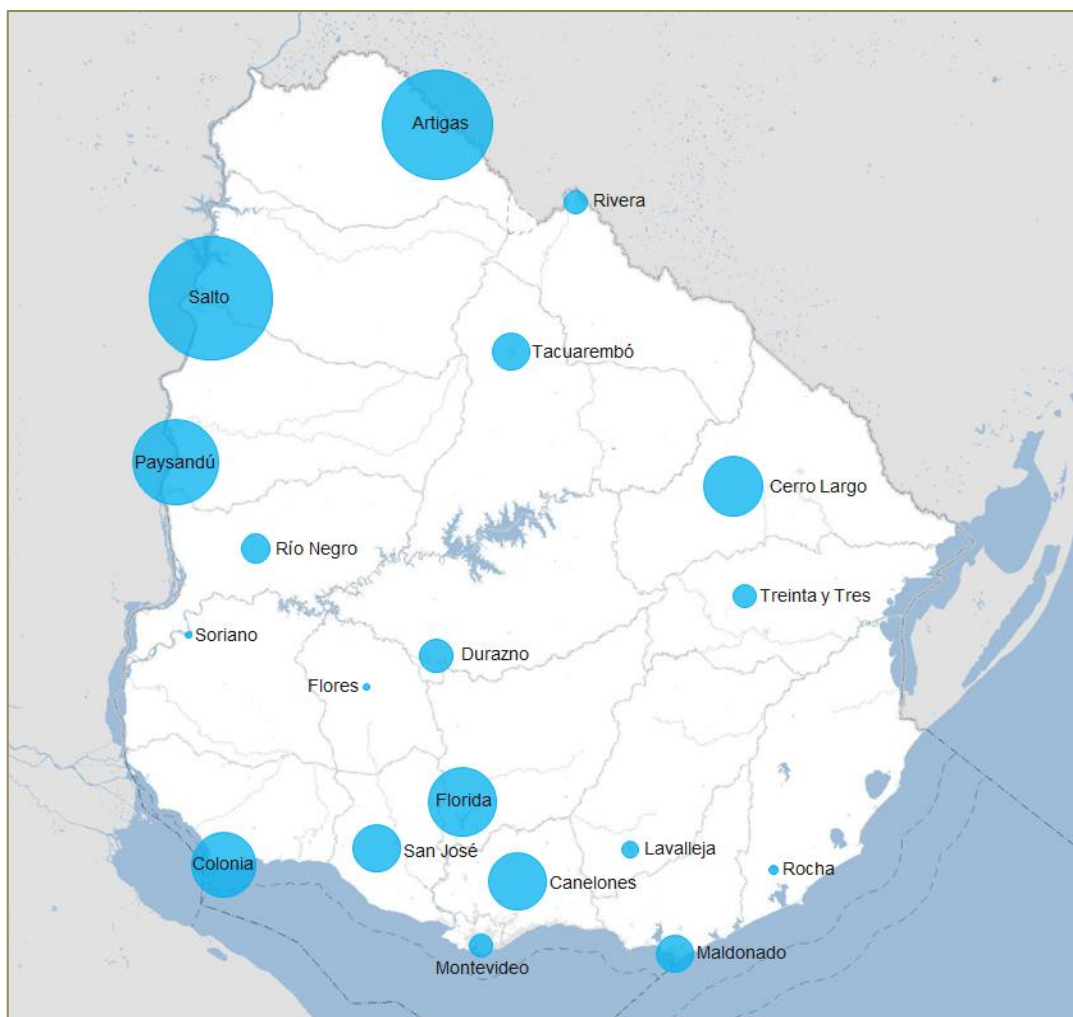 Artigas
Rivera
Salto
Tacuarembó
Paysandú
Cerro Largo
Río Negro
Treinta y Tres
Soriano
Durazno
Flores
Florida
San José
Lavalleja
Colonia
Rocha
Canelones
Maldonado
Montevideo